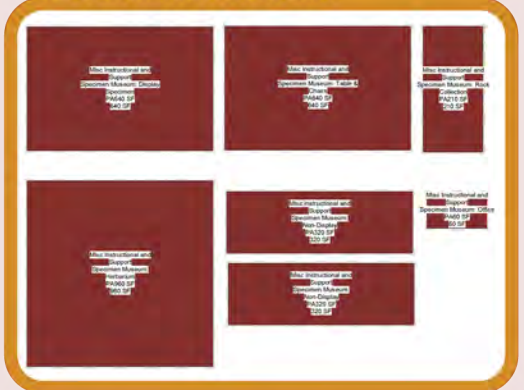 Misc Instructional and
Support
Specimen Museum: Display
Specimen
PA640 SF
640 SF
Misc Instructional and
Support
Specimen Museum: Table &
Chairs
PA640 SF
640 SF
Misc Instructional and
Support
Specimen Museum: Rock
Collection
PA210 SF
210 SF
Misc Instructional and
Support
Specimen Museum:
Herbarium
PA960 SF
960 SF
Misc Instructional and
Support
Specimen Museum:
Non-Display
PA320 SF
320 SF
Misc Instructional and
Support
Specimen Museum: Office
PA60 SF
60 SF
Misc Instructional and
Support
Specimen Museum:
Non-Display
PA320 SF
320 SF